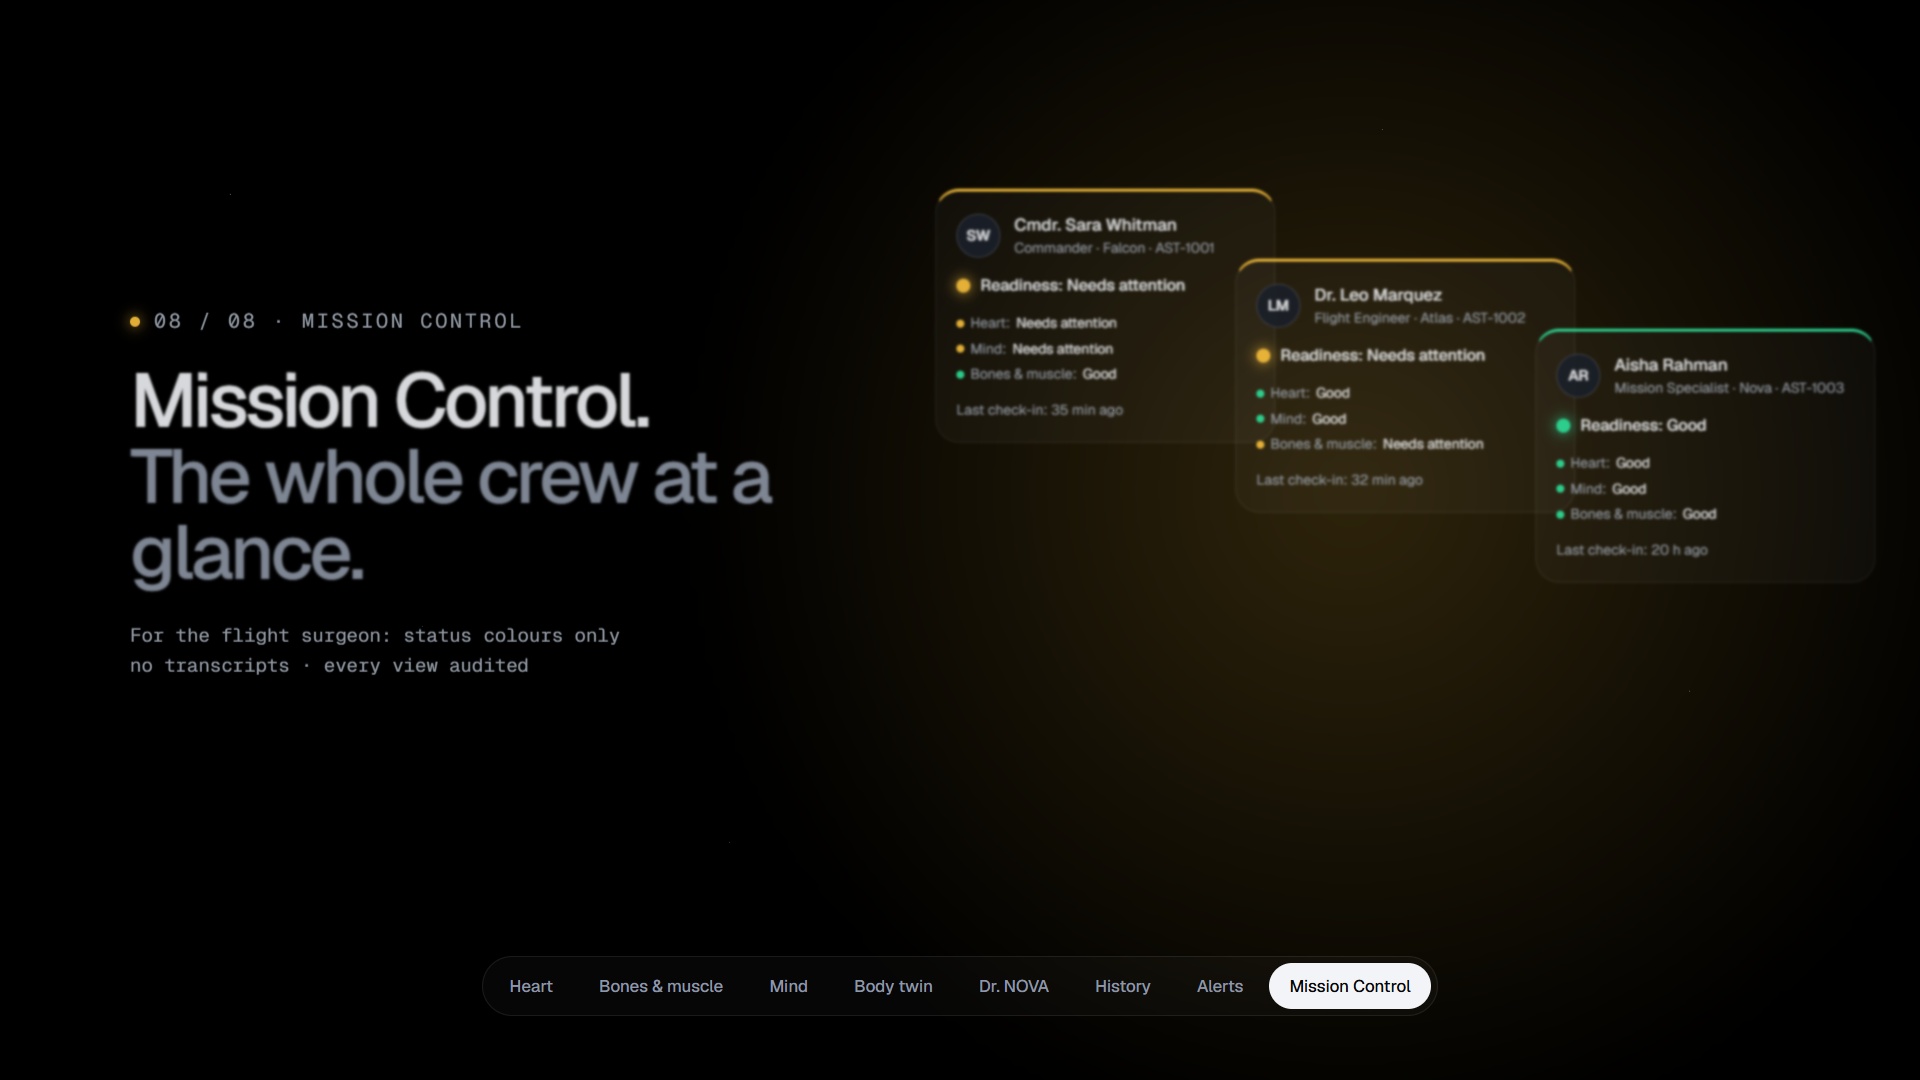 08 / 08 · MISSION CONTROL
Mission Control.
The whole crew at a
glance.
For the flight surgeon: status colours only
no transcripts · every view audited
SW
Cmdr. Sara Whitman
Commander · Falcon · AST-1001
Readiness: Needs attention
Heart: Needs attention
Mind: Needs attention
Bones & muscle: Good
Last check-in: 35 min ago
LM
Dr. Leo Marquez
Flight Engineer · Atlas · AST-1002
Readiness: Needs attention
Heart: Good
Mind: Good
Bones & muscle: Needs attention
Last check-in: 32 min ago
AR
Aisha Rahman
Mission Specialist · Nova · AST-1003
Readiness: Good
Heart: Good
Mind: Good
Bones & muscle: Good
Last check-in: 20 h ago
Heart Bones & muscle Mind Body twin Dr. NOVA History Alerts Mission Control